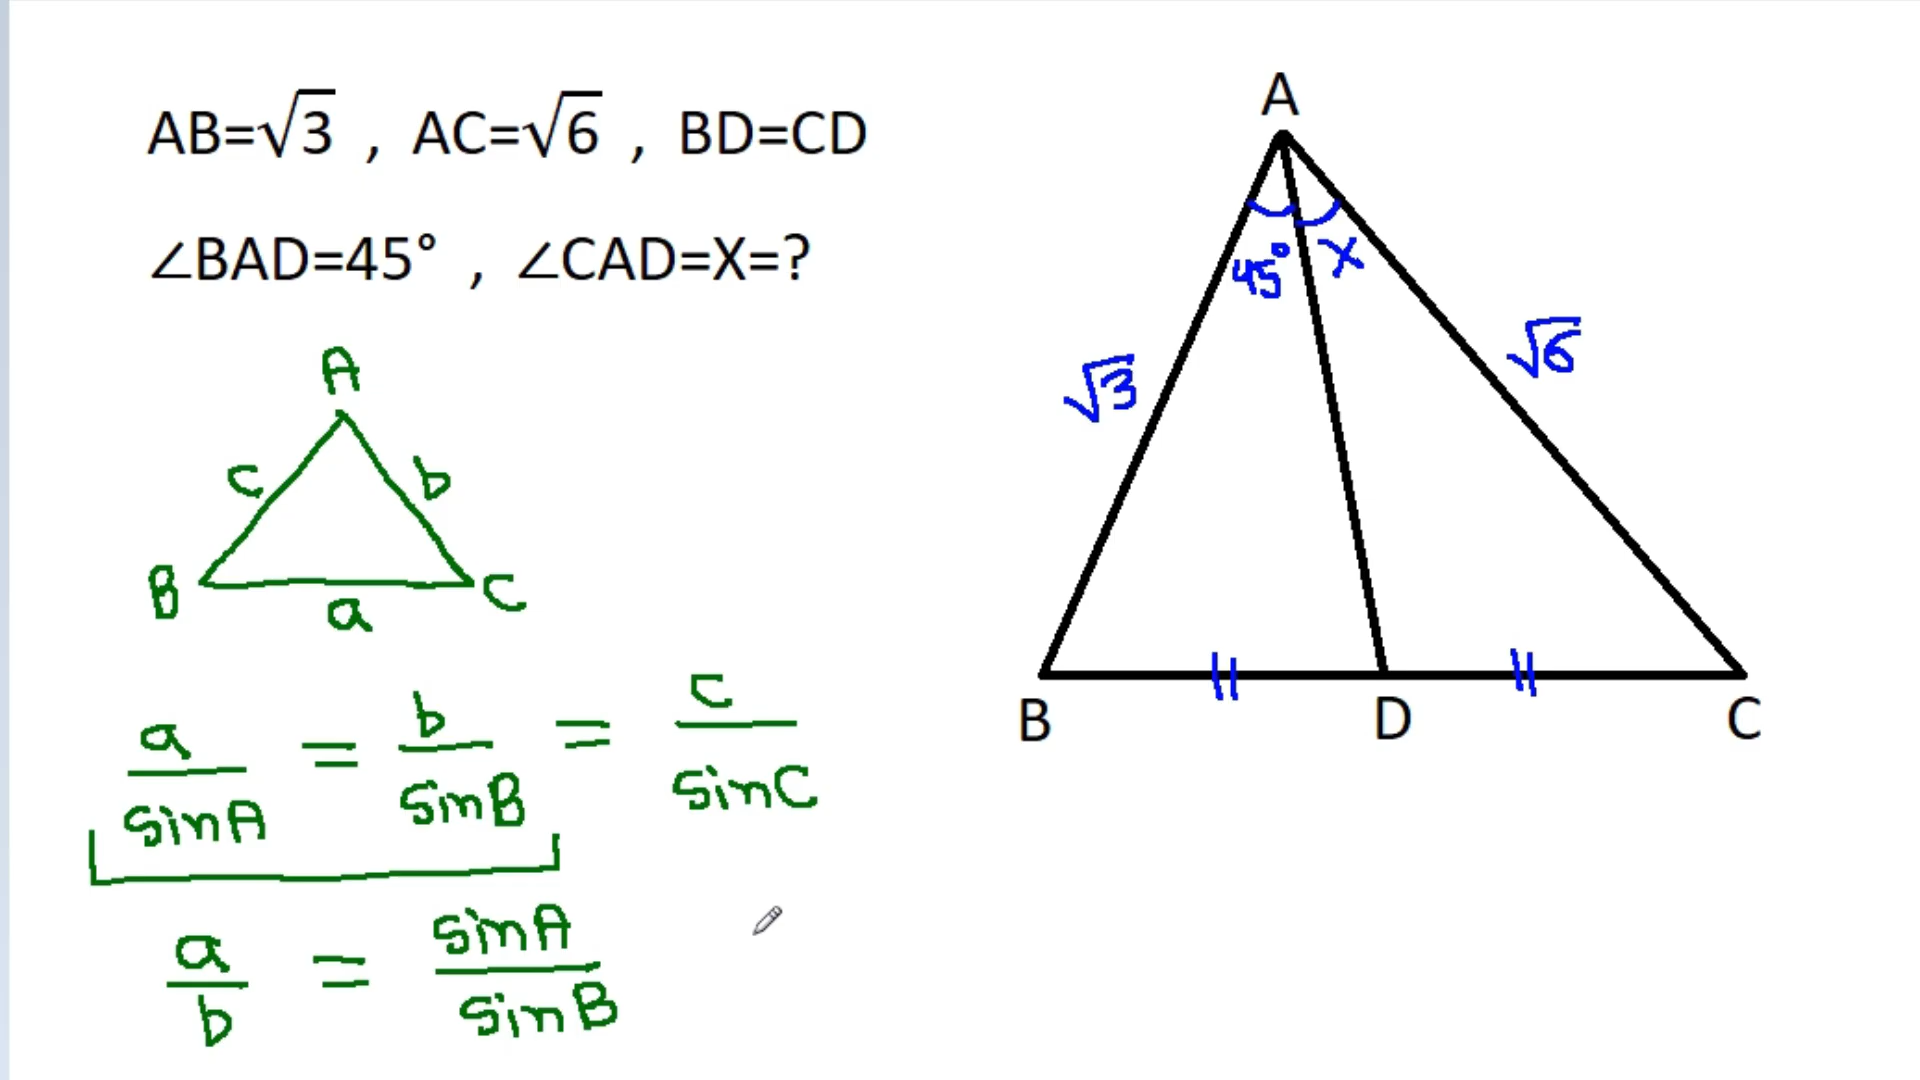 AB=√3 , AC=√6 , BD=CD
∠BAD=45° , ∠CAD=X=?
A
45° X
√3
√6
B D C
A
c b
B a C
a/sinA = b/sinB = c/sinC
a/b = sinA/sinB